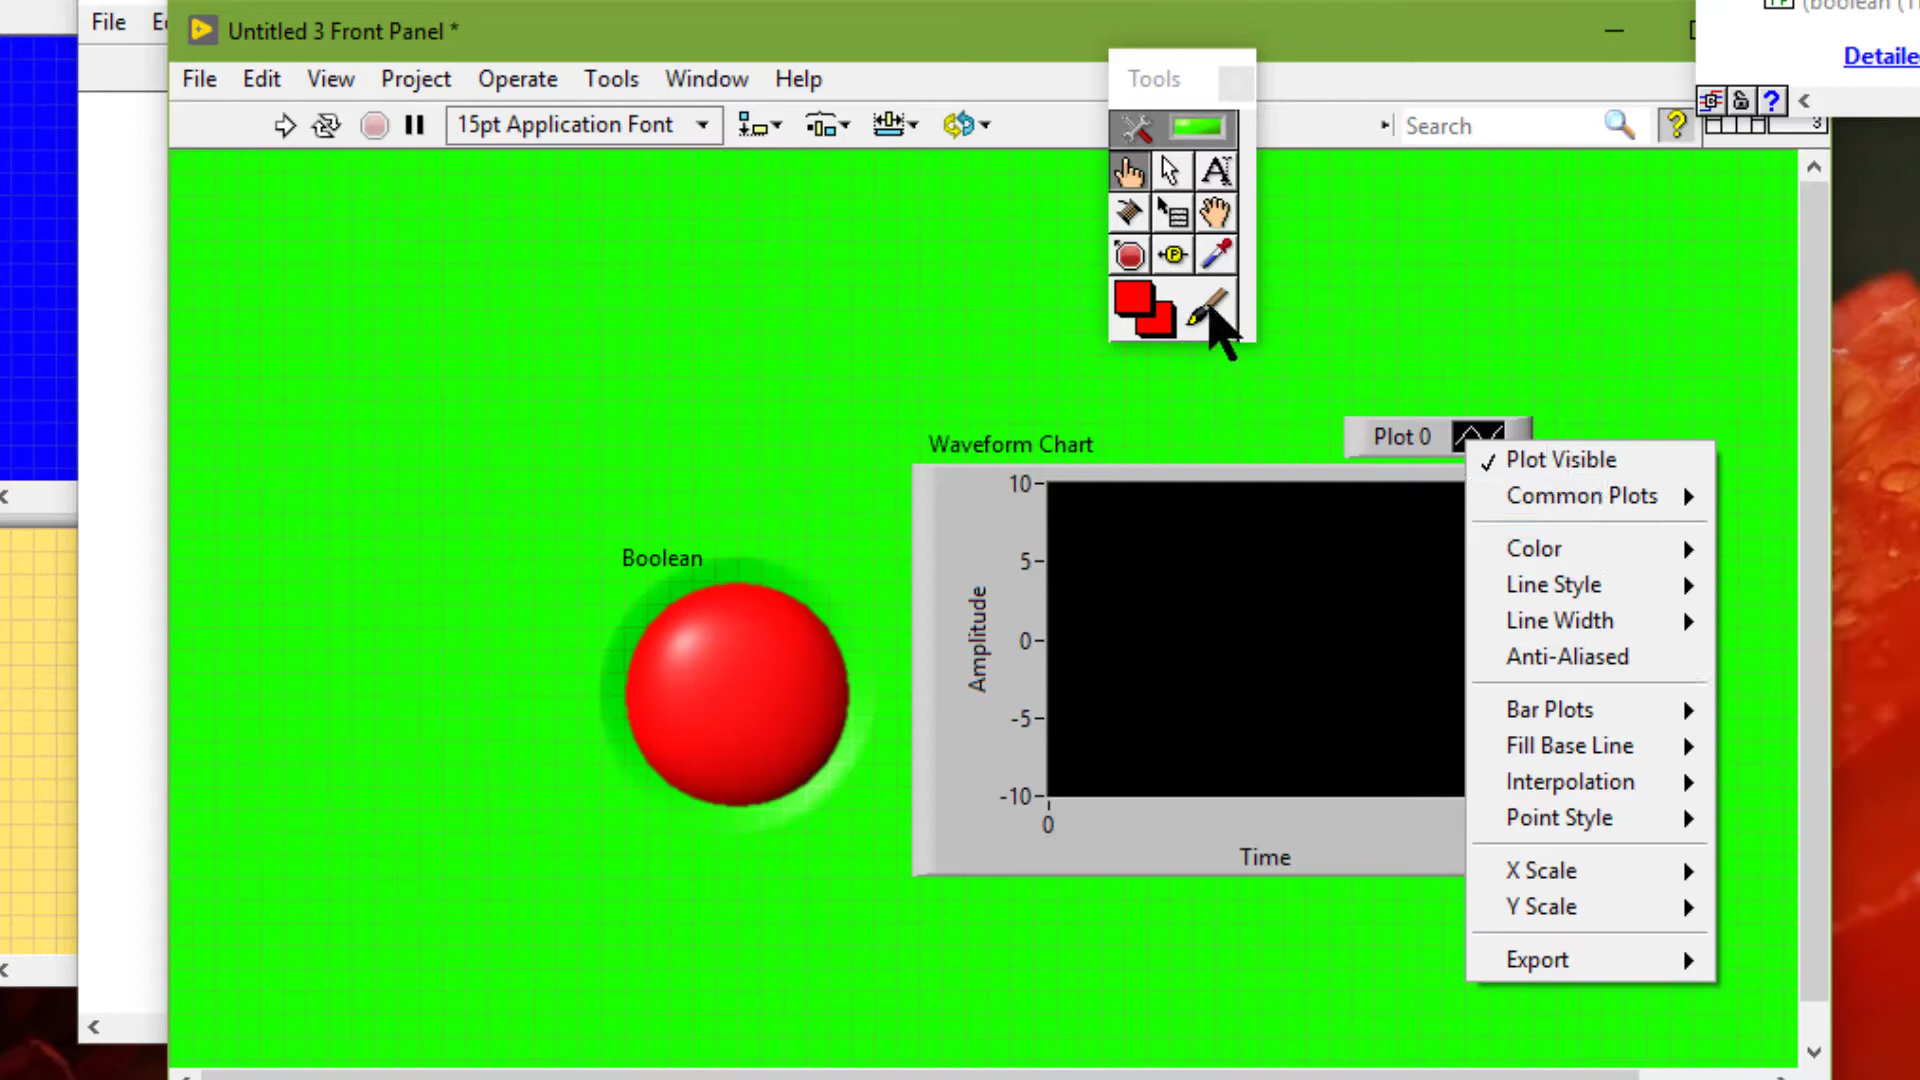 File
Untitled 3 Front Panel *
(boolean (T
Detaile
File Edit View Project Operate Tools Window Help
Tools
15pt Application Font
Search
3
Plot 0
Waveform Chart
10
5
0
-5
-10
Amplitude
0
Time
Boolean
Plot Visible
Common Plots
Color
Line Style
Line Width
Anti-Aliased
Bar Plots
Fill Base Line
Interpolation
Point Style
X Scale
Y Scale
Export